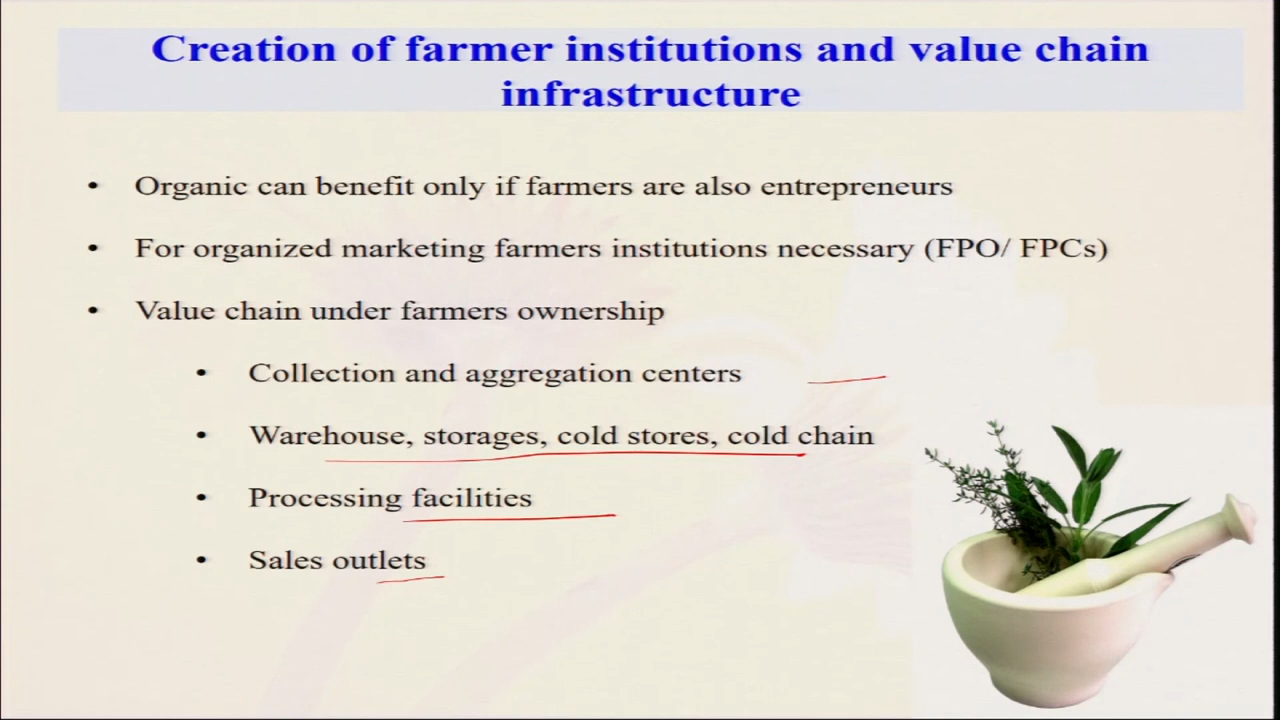 Creation of farmer institutions and value chain
infrastructure
• Organic can benefit only if farmers are also entrepreneurs
• For organized marketing farmers institutions necessary (FPO/ FPCs)
• Value chain under farmers ownership
• Collection and aggregation centers
• Warehouse, storages, cold stores, cold chain
• Processing facilities
• Sales outlets